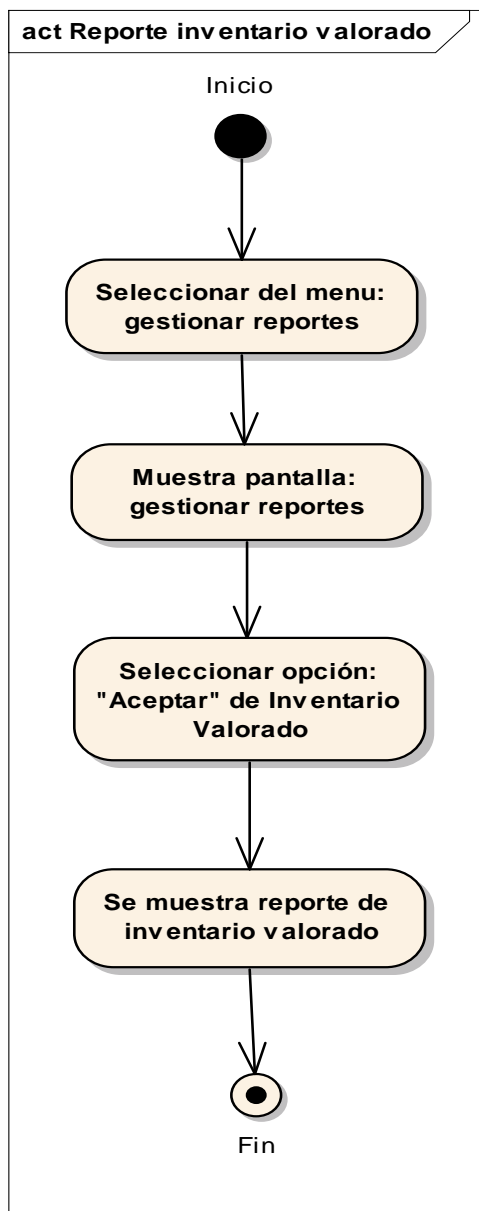 act Reporte inventario valorado
Inicio
Seleccionar del menu:
gestionar reportes
Muestra pantalla:
gestionar reportes
Seleccionar opción:
"Aceptar" de Inventario
Valorado
Se muestra reporte de
inventario valorado
Fin